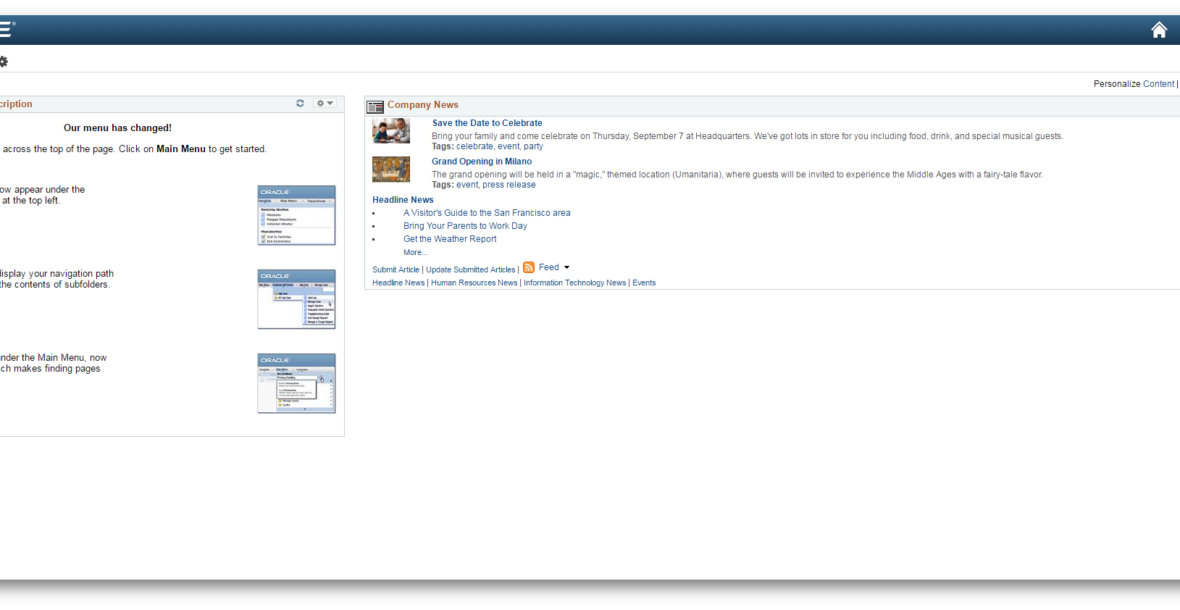 E
Personalize Content |
cription
Our menu has changed!
across the top of the page. Click on Main Menu to get started.
ow appear under the
at the top left.
ORACLE
display your navigation path
the contents of subfolders.
ORACLE
nder the Main Menu, now
ch makes finding pages
ORACLE
Company News
Save the Date to Celebrate
Bring your family and come celebrate on Thursday, September 7 at Headquarters. We've got lots in store for you including food, drink, and special musical guests.
Tags: celebrate, event, party
Grand Opening in Milano
The grand opening will be held in a "magic," themed location (Umanitaria), where guests will be invited to experience the Middle Ages with a fairy-tale flavor.
Tags: event, press release
Headline News
• A Visitor's Guide to the San Francisco area
• Bring Your Parents to Work Day
• Get the Weather Report
More...
Submit Article | Update Submitted Articles | Feed
Headline News | Human Resources News | Information Technology News | Events